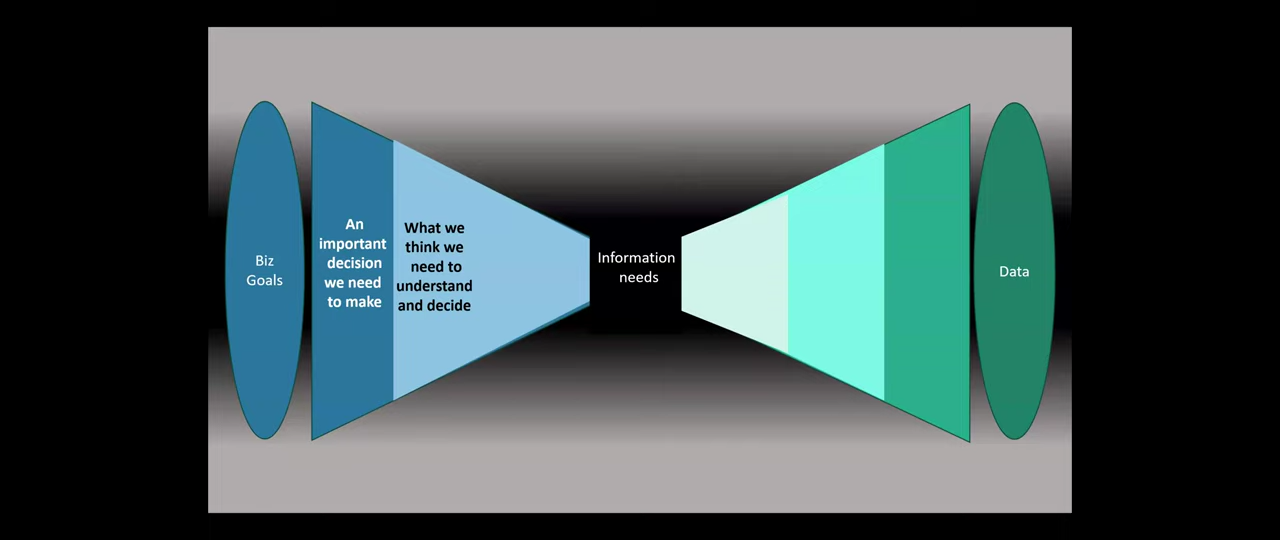 Biz
Goals
An
important
decision
we need
to make
What we
think we
need to
understand
and decide
Information
needs
Data